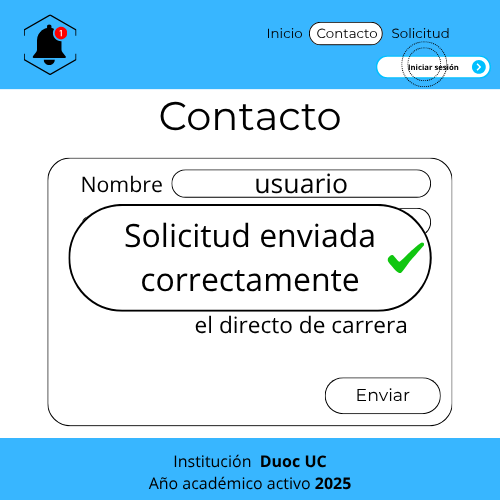 1
Inicio Contacto Solicitud
Iniciar sesión
Contacto
Nombre usuario
Solicitud enviada
correctamente
el directo de carrera
Enviar
Institución Duoc UC
Año académico activo 2025